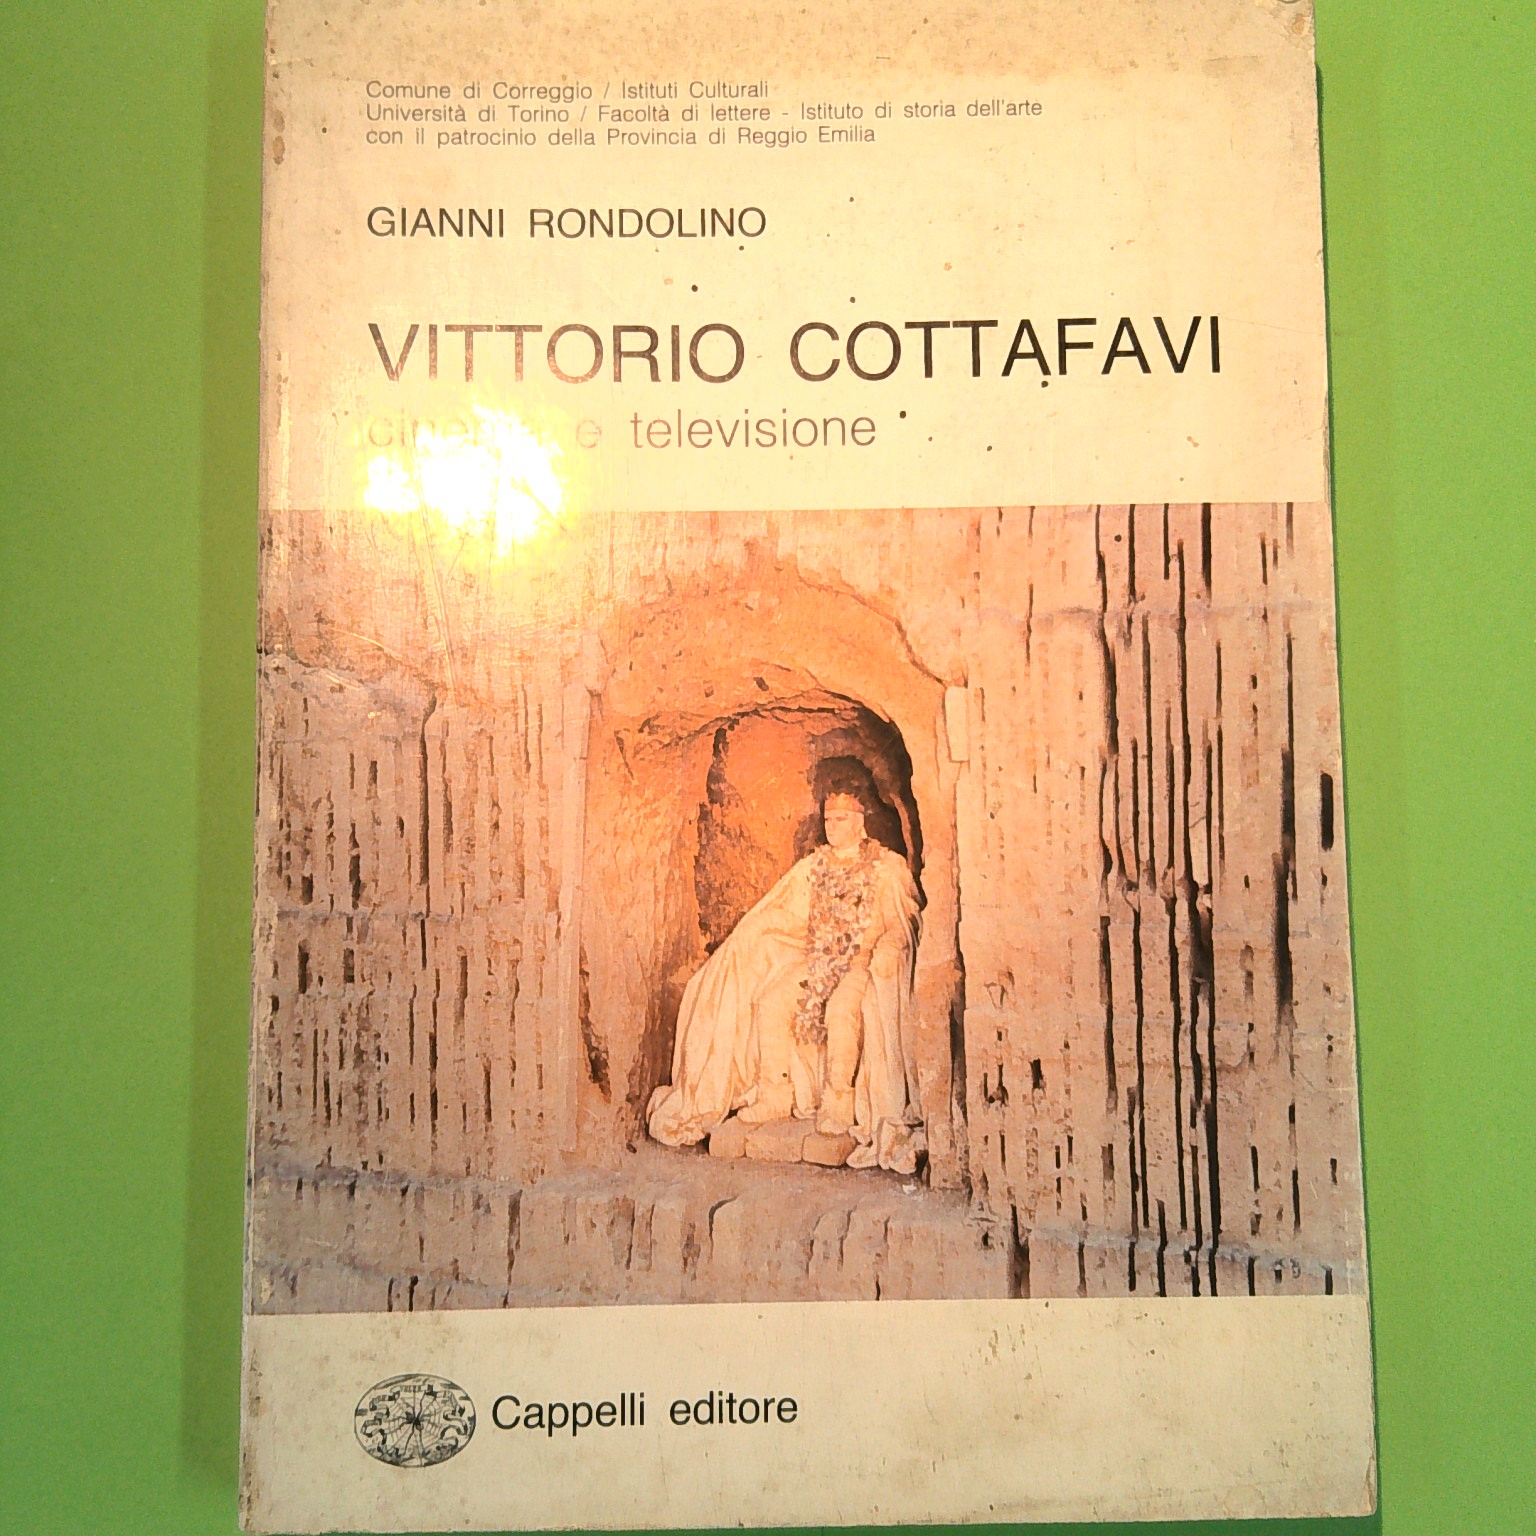 Comune di Correggio / Istituti Culturali
Università di Torino / Facoltà di lettere - Istituto di storia dell'arte
con il patrocinio della Provincia di Reggio Emilia
GIANNI RONDOLINO
VITTORIO COTTAFAVI
cinema e televisione
Cappelli editore